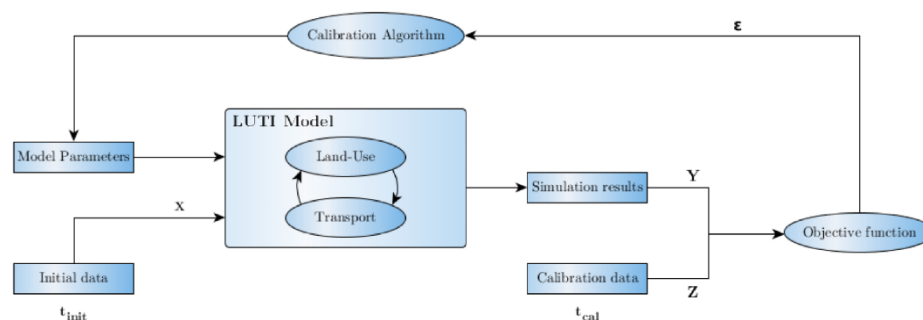 ε
Calibration Algorithm
LUTI Model
Model Parameters
Land-Use
Transport
X
Initial data
t_init
Simulation results
Y
Objective function
Calibration data
Z
t_cal